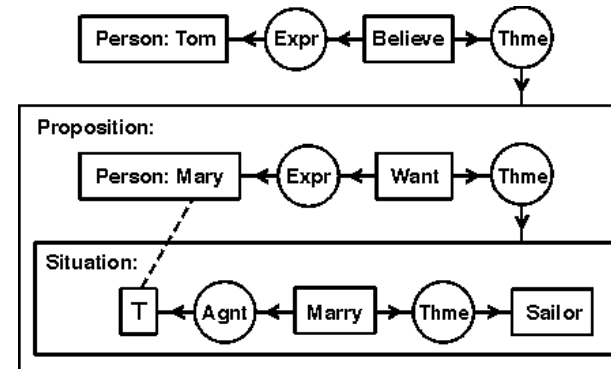 Person: Tom Expr Believe Thme
Proposition:
Person: Mary Expr Want Thme
Situation:
T Agnt Marry Thme Sailor